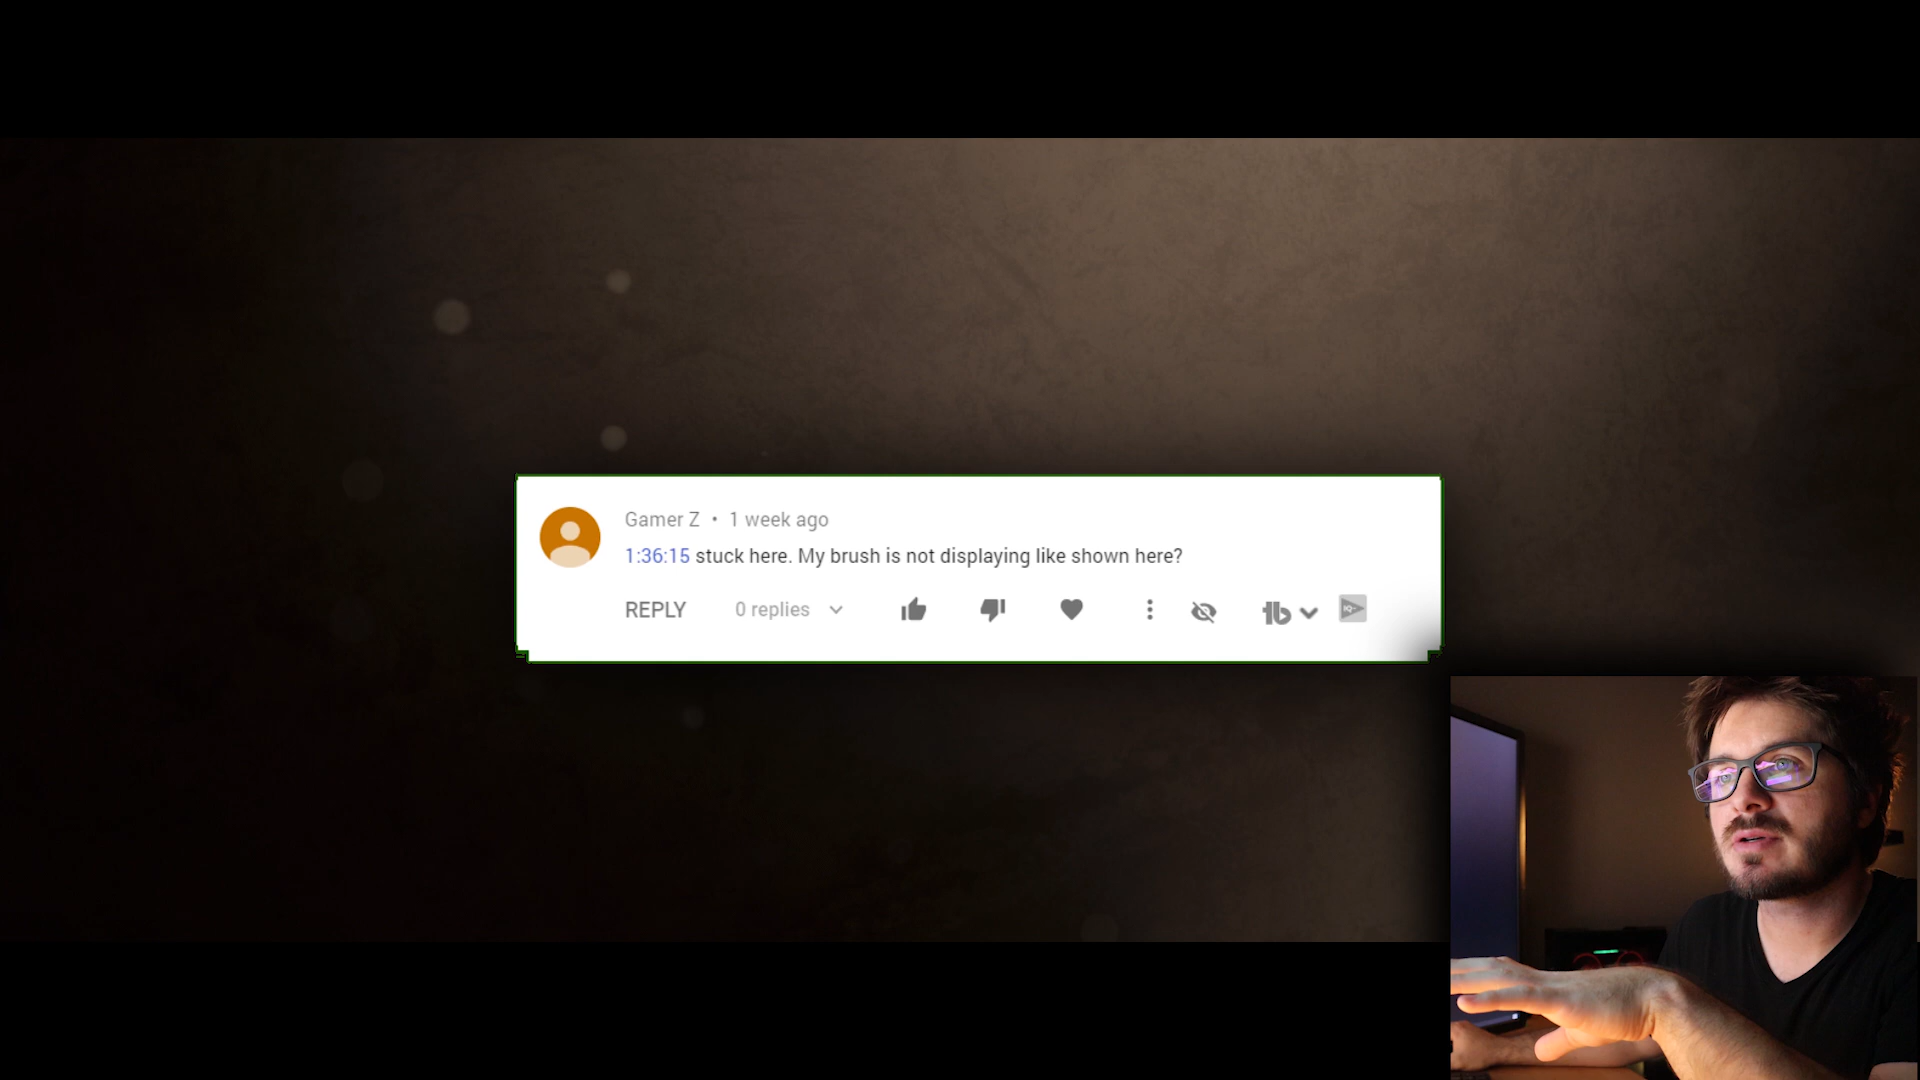 Gamer Z • 1 week ago
1:36:15 stuck here. My brush is not displaying like shown here?
REPLY 0 replies